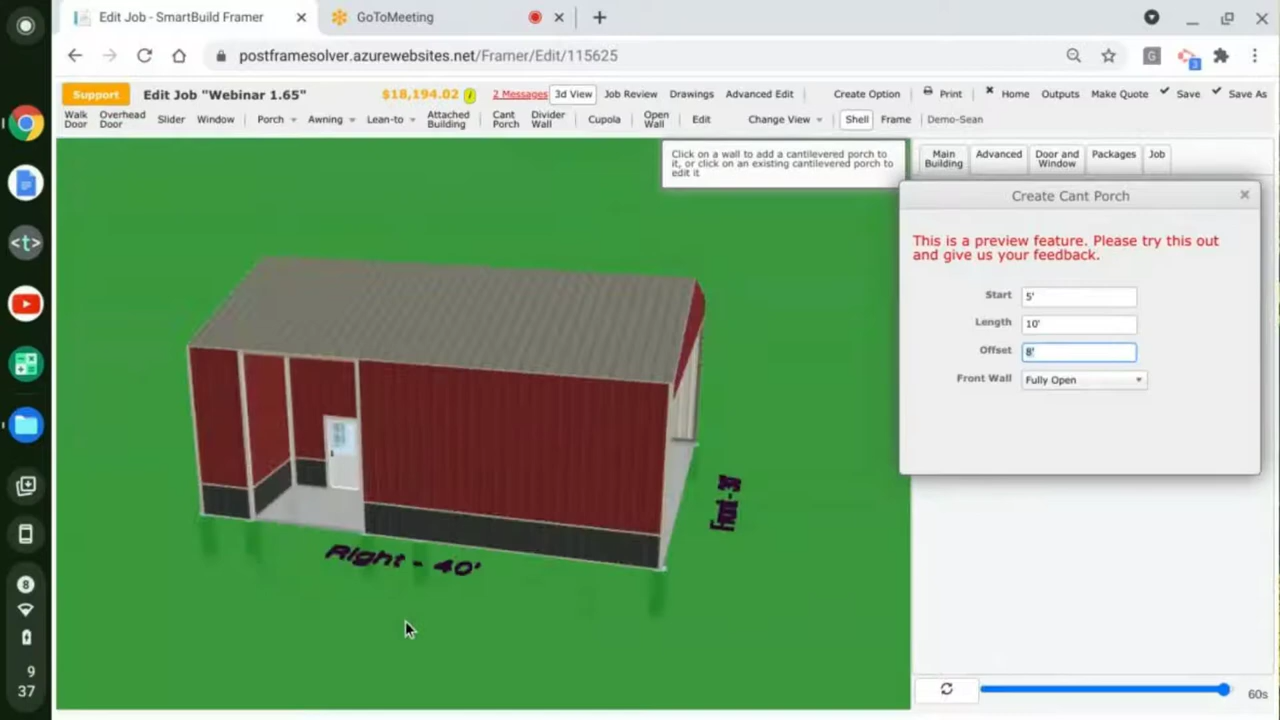 Edit Job - SmartBuild Framer
GoToMeeting
postframesolver.azurewebsites.net/Framer/Edit/115625
G
3
Support
Edit Job "Webinar 1.65"
$18,194.02
i
2 Messages
3d View
Job Review
Drawings
Advanced Edit
Create Option
Print
Home
Outputs
Make Quote
Save
Save As
Walk
Door
Overhead
Door
Slider
Window
Porch
Awning
Lean-to
Attached
Building
Cant
Porch
Divider
Wall
Cupola
Open
Wall
Edit
Change View
Shell
Frame
Demo-Sean
Click on a wall to add a cantilevered porch to
it, or click on an existing cantilevered porch to
edit it
Main
Building
Advanced
Door and
Window
Packages
Job
Create Cant Porch
This is a preview feature. Please try this out
and give us your feedback.
Start
5'
Length
10'
Offset
8'
Front Wall
Fully Open
Right - 40'
60s
<t>
8
9
37